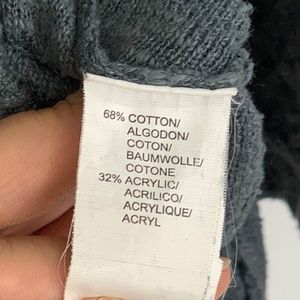 68% COTTON/
ALGODON/
COTON/
BAUMWOLLE/
COTONE
32% ACRYLIC/
ACRILICO/
ACRYLIQUE/
ACRYL